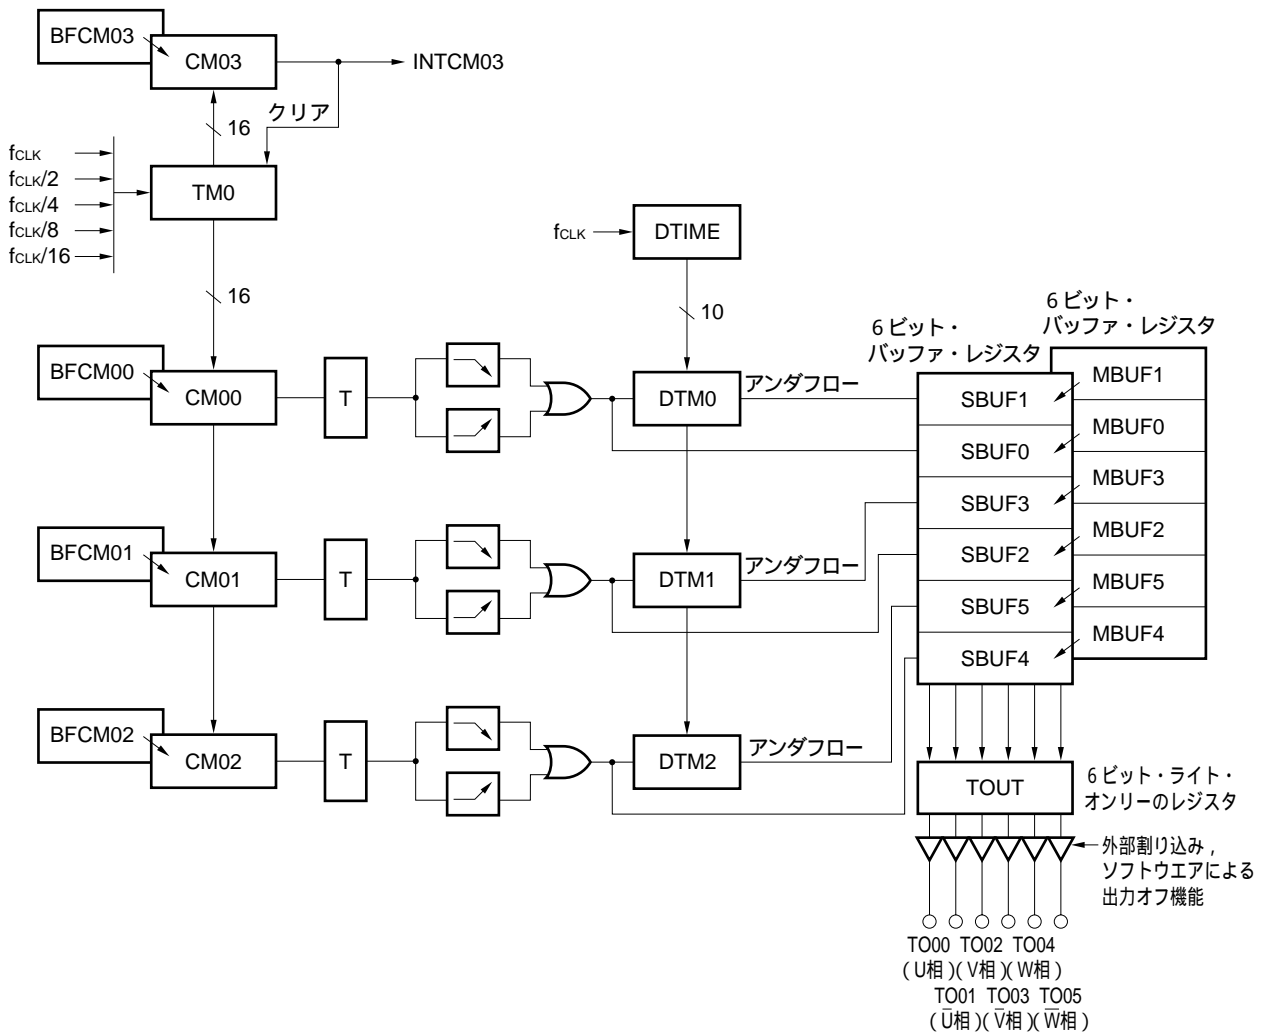 BFCM03
CM03
INTCM03
クリア
16
fCLK
fCLK/2
fCLK/4
fCLK/8
fCLK/16
TM0
fCLK
DTIME
16
10
6ビット・
バッファ・レジスタ
6ビット・
バッファ・レジスタ
BFCM00
CM00
T
DTM0
アンダフロー
SBUF1
MBUF1
SBUF0
MBUF0
SBUF3
MBUF3
BFCM01
CM01
T
DTM1
アンダフロー
SBUF2
MBUF2
SBUF5
MBUF5
SBUF4
MBUF4
BFCM02
CM02
T
DTM2
アンダフロー
TOUT
6ビット・ライト・
オンリーのレジスタ
外部割り込み,
ソフトウエアによる
出力オフ機能
TO00 TO02 TO04
(U相)(V相)(W相)
TO01 TO03 TO05
(U̅相)(V̅相)(W̅相)